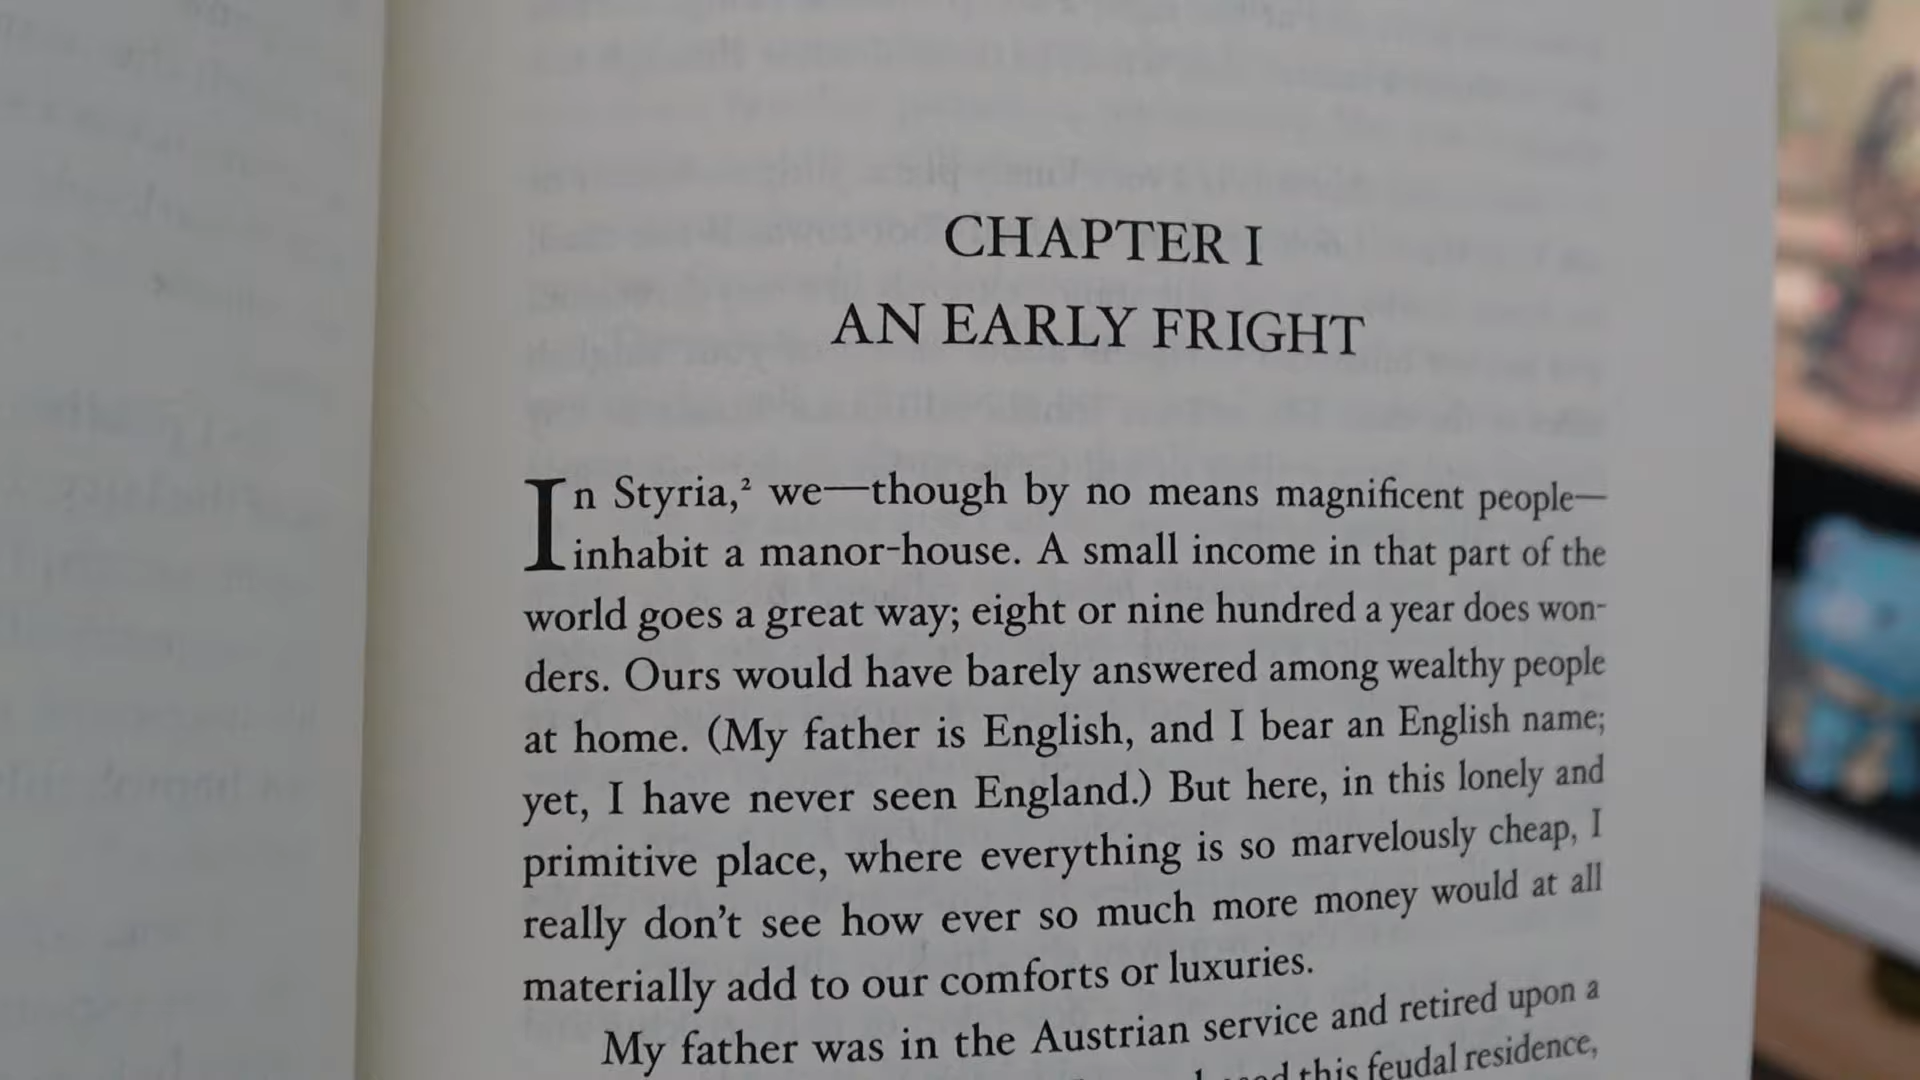 CHAPTER I
AN EARLY FRIGHT
In Styria,² we—though by no means magnificent people—
inhabit a manor-house. A small income in that part of the
world goes a great way; eight or nine hundred a year does won-
ders. Ours would have barely answered among wealthy people
at home. (My father is English, and I bear an English name;
yet, I have never seen England.) But here, in this lonely and
primitive place, where everything is so marvelously cheap, I
really don’t see how ever so much more money would at all
materially add to our comforts or luxuries.
My father was in the Austrian service and retired upon a
this feudal residence,